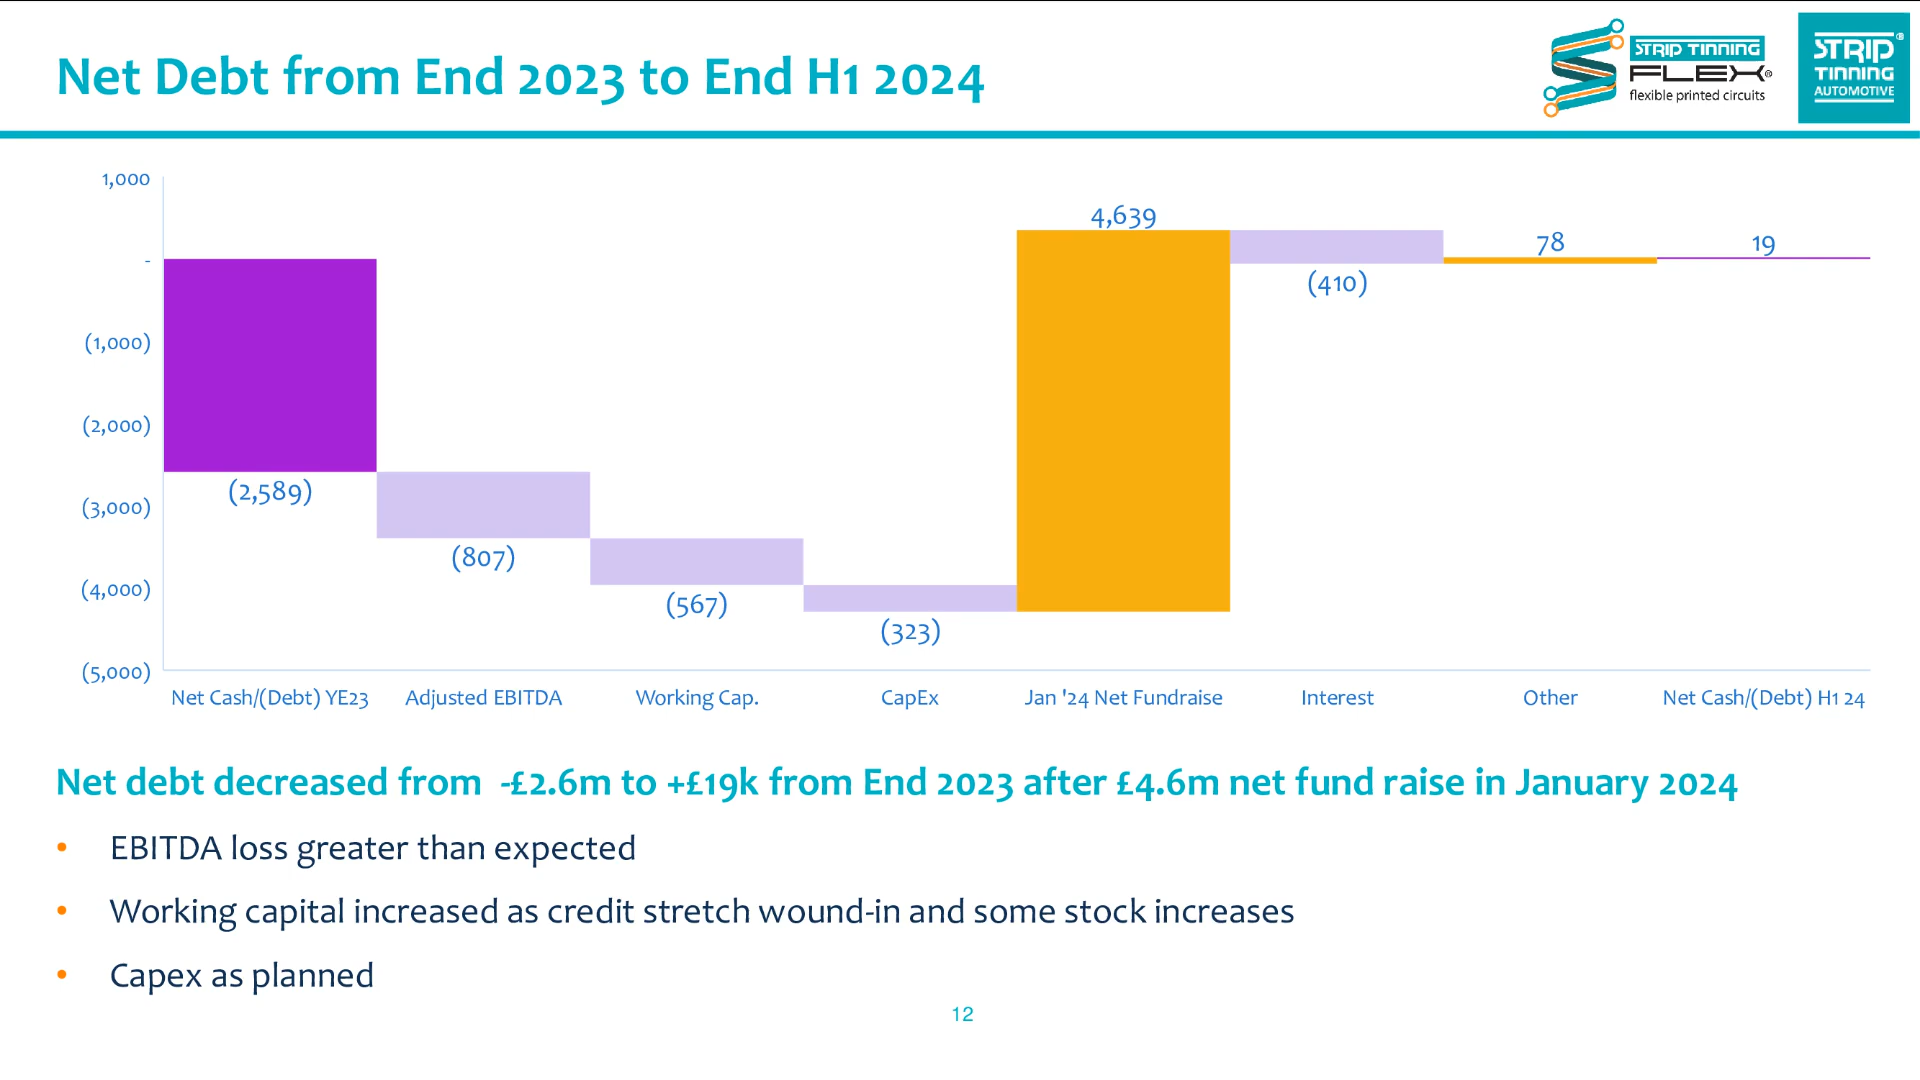 Net Debt from End 2023 to End H1 2024
STRIP TINNING
FLEX®
flexible printed circuits
STRIP®
TINNING
AUTOMOTIVE
1,000
-
(1,000)
(2,000)
(3,000)
(4,000)
(5,000)
(2,589)
(807)
(567)
(323)
4,639
(410)
78
19
Net Cash/(Debt) YE23
Adjusted EBITDA
Working Cap.
CapEx
Jan '24 Net Fundraise
Interest
Other
Net Cash/(Debt) H1 24
Net debt decreased from -£2.6m to +£19k from End 2023 after £4.6m net fund raise in January 2024
• EBITDA loss greater than expected
• Working capital increased as credit stretch wound-in and some stock increases
• Capex as planned
12